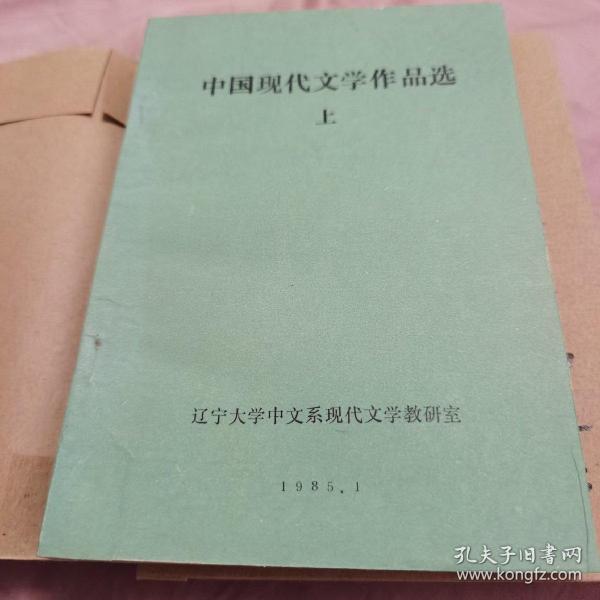 中国现代文学作品选
上
辽宁大学中文系现代文学教研室
1985.1
孔夫子旧書网
www.kongfz.com